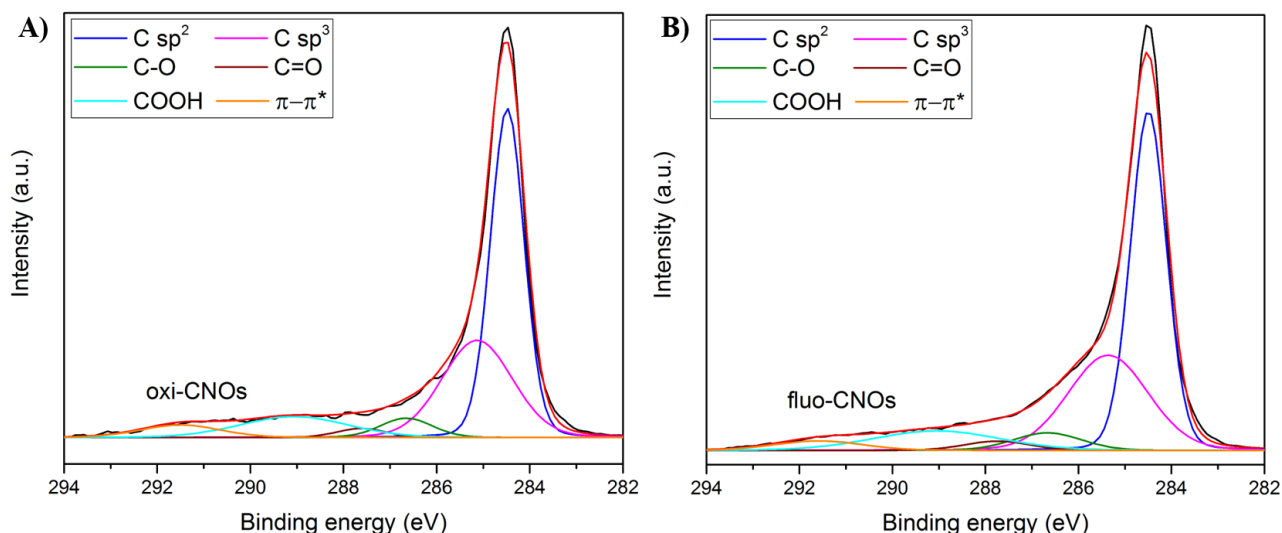 A)
C sp² C sp³
C-O C=O
COOH π−π*
Intensity (a.u.)
oxi-CNOs
294 292 290 288 286 284 282
Binding energy (eV)
B)
C sp² C sp³
C-O C=O
COOH π−π*
Intensity (a.u.)
fluo-CNOs
294 292 290 288 286 284 282
Binding energy (eV)